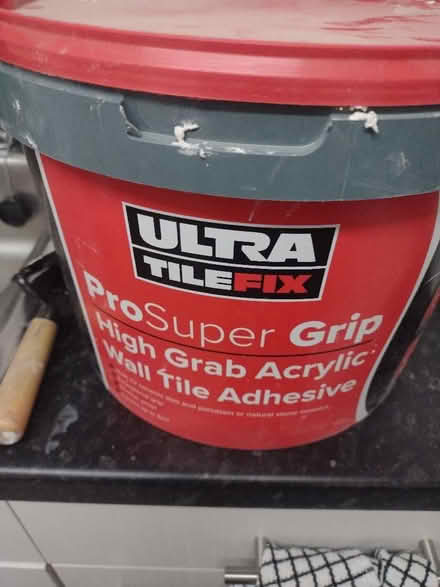 ULTRA
TILEFIX
ProSuper Grip
High Grab Acrylic
Wall Tile Adhesive